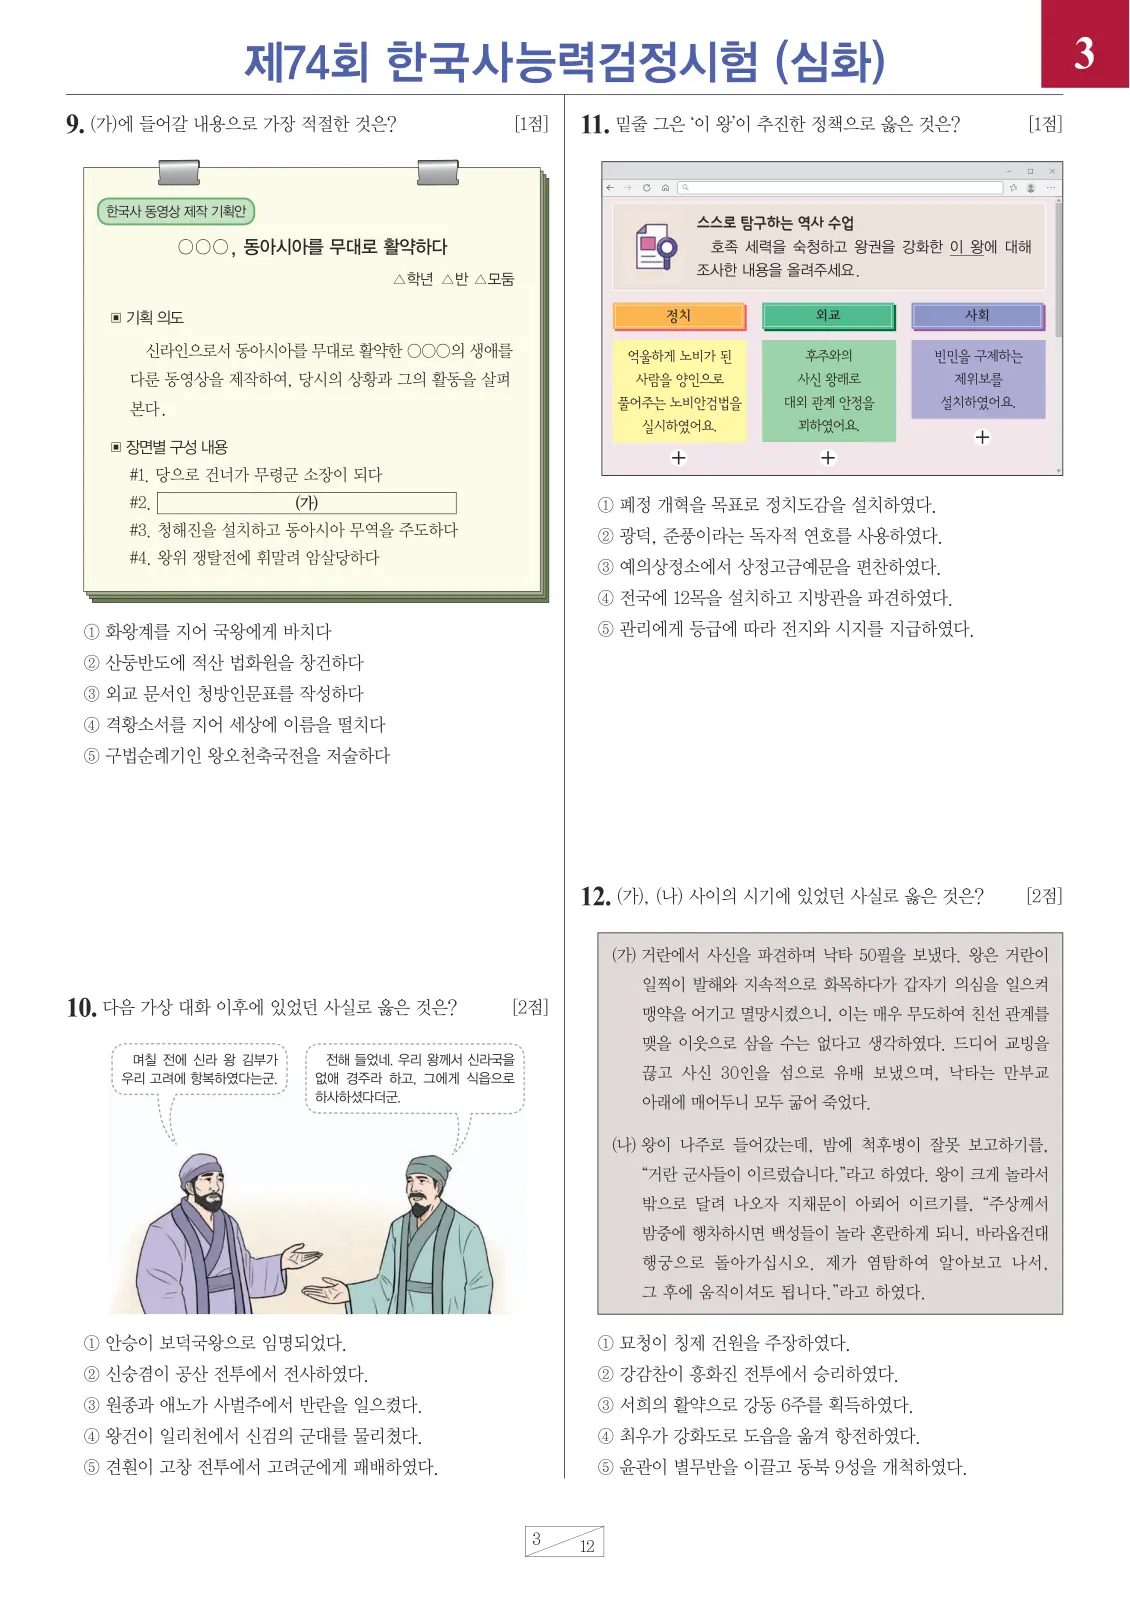 제74회 한국사능력검정시험 (심화)
3
9. (가)에 들어갈 내용으로 가장 적절한 것은? [1점]
한국사 동영상 제작 기획안
○○○, 동아시아를 무대로 활약하다
△학년 △반 △모둠
▣ 기획 의도
신라인으로서 동아시아를 무대로 활약한 ○○○의 생애를
다룬 동영상을 제작하여, 당시의 상황과 그의 활동을 살펴
본다.
▣ 장면별 구성 내용
#1. 당으로 건너가 무령군 소장이 되다
#2. (가)
#3. 청해진을 설치하고 동아시아 무역을 주도하다
#4. 왕위 쟁탈전에 휘말려 암살당하다
① 화왕계를 지어 국왕에게 바치다
② 산둥반도에 적산 법화원을 창건하다
③ 외교 문서인 청방인문표를 작성하다
④ 격황소서를 지어 세상에 이름을 떨치다
⑤ 구법순례기인 왕오천축국전을 저술하다
10. 다음 가상 대화 이후에 있었던 사실로 옳은 것은? [2점]
며칠 전에 신라 왕 김부가
우리 고려에 항복하였다는군.
전해 들었네. 우리 왕께서 신라국을
없애 경주라 하고, 그에게 식읍으로
하사하셨다더군.
① 안승이 보덕국왕으로 임명되었다.
② 신숭겸이 공산 전투에서 전사하였다.
③ 원종과 애노가 사벌주에서 반란을 일으켰다.
④ 왕건이 일리천에서 신검의 군대를 물리쳤다.
⑤ 견훤이 고창 전투에서 고려군에게 패배하였다.
11. 밑줄 그은 ‘이 왕’이 추진한 정책으로 옳은 것은? [1점]
스스로 탐구하는 역사 수업
호족 세력을 숙청하고 왕권을 강화한 이 왕에 대해
조사한 내용을 올려주세요.
정치 외교 사회
억울하게 노비가 된
사람을 양인으로
풀어주는 노비안검법을
실시하였어요.
+
후주와의
사신 왕래로
대외 관계 안정을
꾀하였어요.
+
빈민을 구제하는
제위보를
설치하였어요.
+
① 폐정 개혁을 목표로 정치도감을 설치하였다.
② 광덕, 준풍이라는 독자적 연호를 사용하였다.
③ 예의상정소에서 상정고금예문을 편찬하였다.
④ 전국에 12목을 설치하고 지방관을 파견하였다.
⑤ 관리에게 등급에 따라 전지와 시지를 지급하였다.
12. (가), (나) 사이의 시기에 있었던 사실로 옳은 것은? [2점]
(가) 거란에서 사신을 파견하며 낙타 50필을 보냈다. 왕은 거란이
일찍이 발해와 지속적으로 화목하다가 갑자기 의심을 일으켜
맹약을 어기고 멸망시켰으니, 이는 매우 무도하여 친선 관계를
맺을 이웃으로 삼을 수는 없다고 생각하였다. 드디어 교빙을
끊고 사신 30인을 섬으로 유배 보냈으며, 낙타는 만부교
아래에 매어두니 모두 굶어 죽었다.
(나) 왕이 나주로 들어갔는데, 밤에 척후병이 잘못 보고하기를,
“거란 군사들이 이르렀습니다.”라고 하였다. 왕이 크게 놀라서
밖으로 달려 나오자 지채문이 아뢰어 이르기를, “주상께서
밤중에 행차하시면 백성들이 놀라 혼란하게 되니, 바라옵건대
행궁으로 돌아가십시오. 제가 염탐하여 알아보고 나서,
그 후에 움직이셔도 됩니다.”라고 하였다.
① 묘청이 칭제 건원을 주장하였다.
② 강감찬이 흥화진 전투에서 승리하였다.
③ 서희의 활약으로 강동 6주를 획득하였다.
④ 최우가 강화도로 도읍을 옮겨 항전하였다.
⑤ 윤관이 별무반을 이끌고 동북 9성을 개척하였다.
3
12